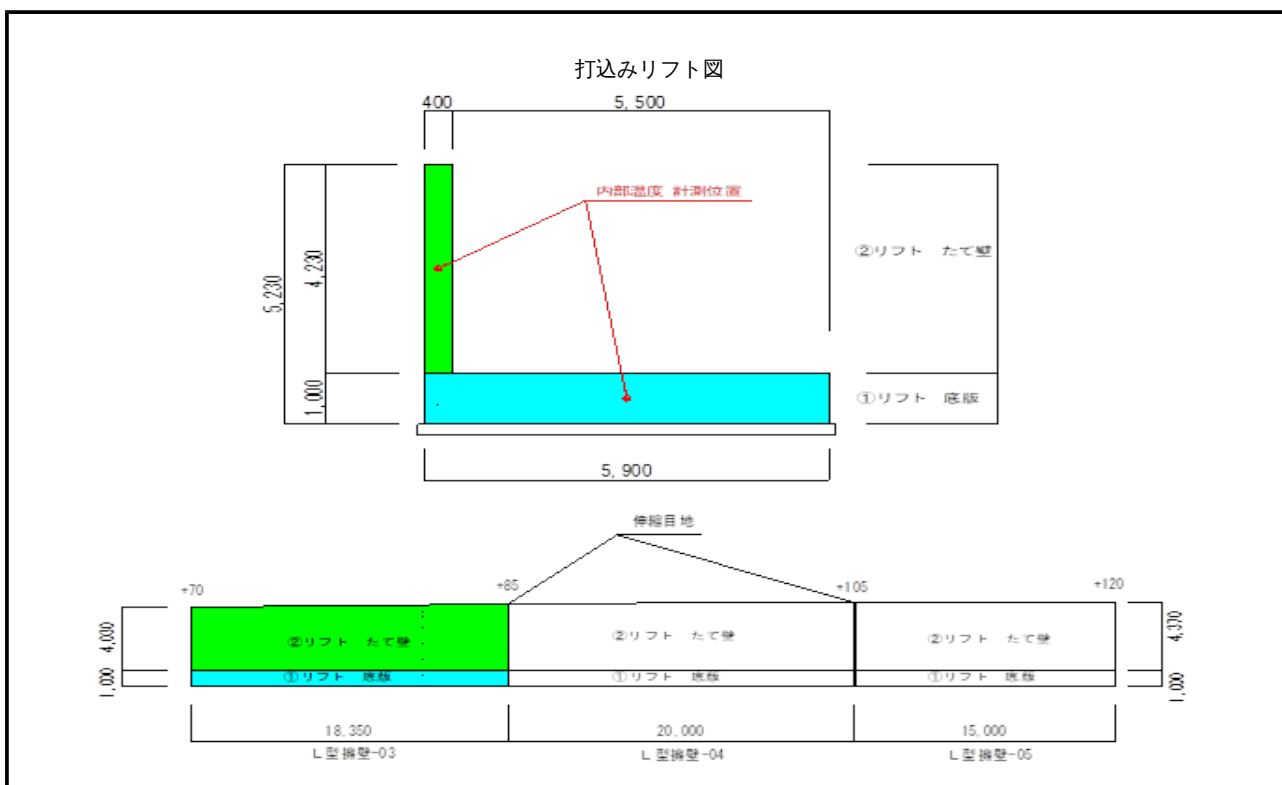 打込みリフト図
400
5,500
内部温度 計測位置
②リフト たて壁
4,230
5,230
1,000
①リフト 底版
5,900
伸縮目地
+70
+85
+105
+120
4,030
②リフト たて壁
②リフト たて壁
②リフト たて壁
4,370
1,000
①リフト 底版
①リフト 底版
①リフト 底版
1,000
18,350
20,000
15,000
L型擁壁-03
L型擁壁-04
L型擁壁-05